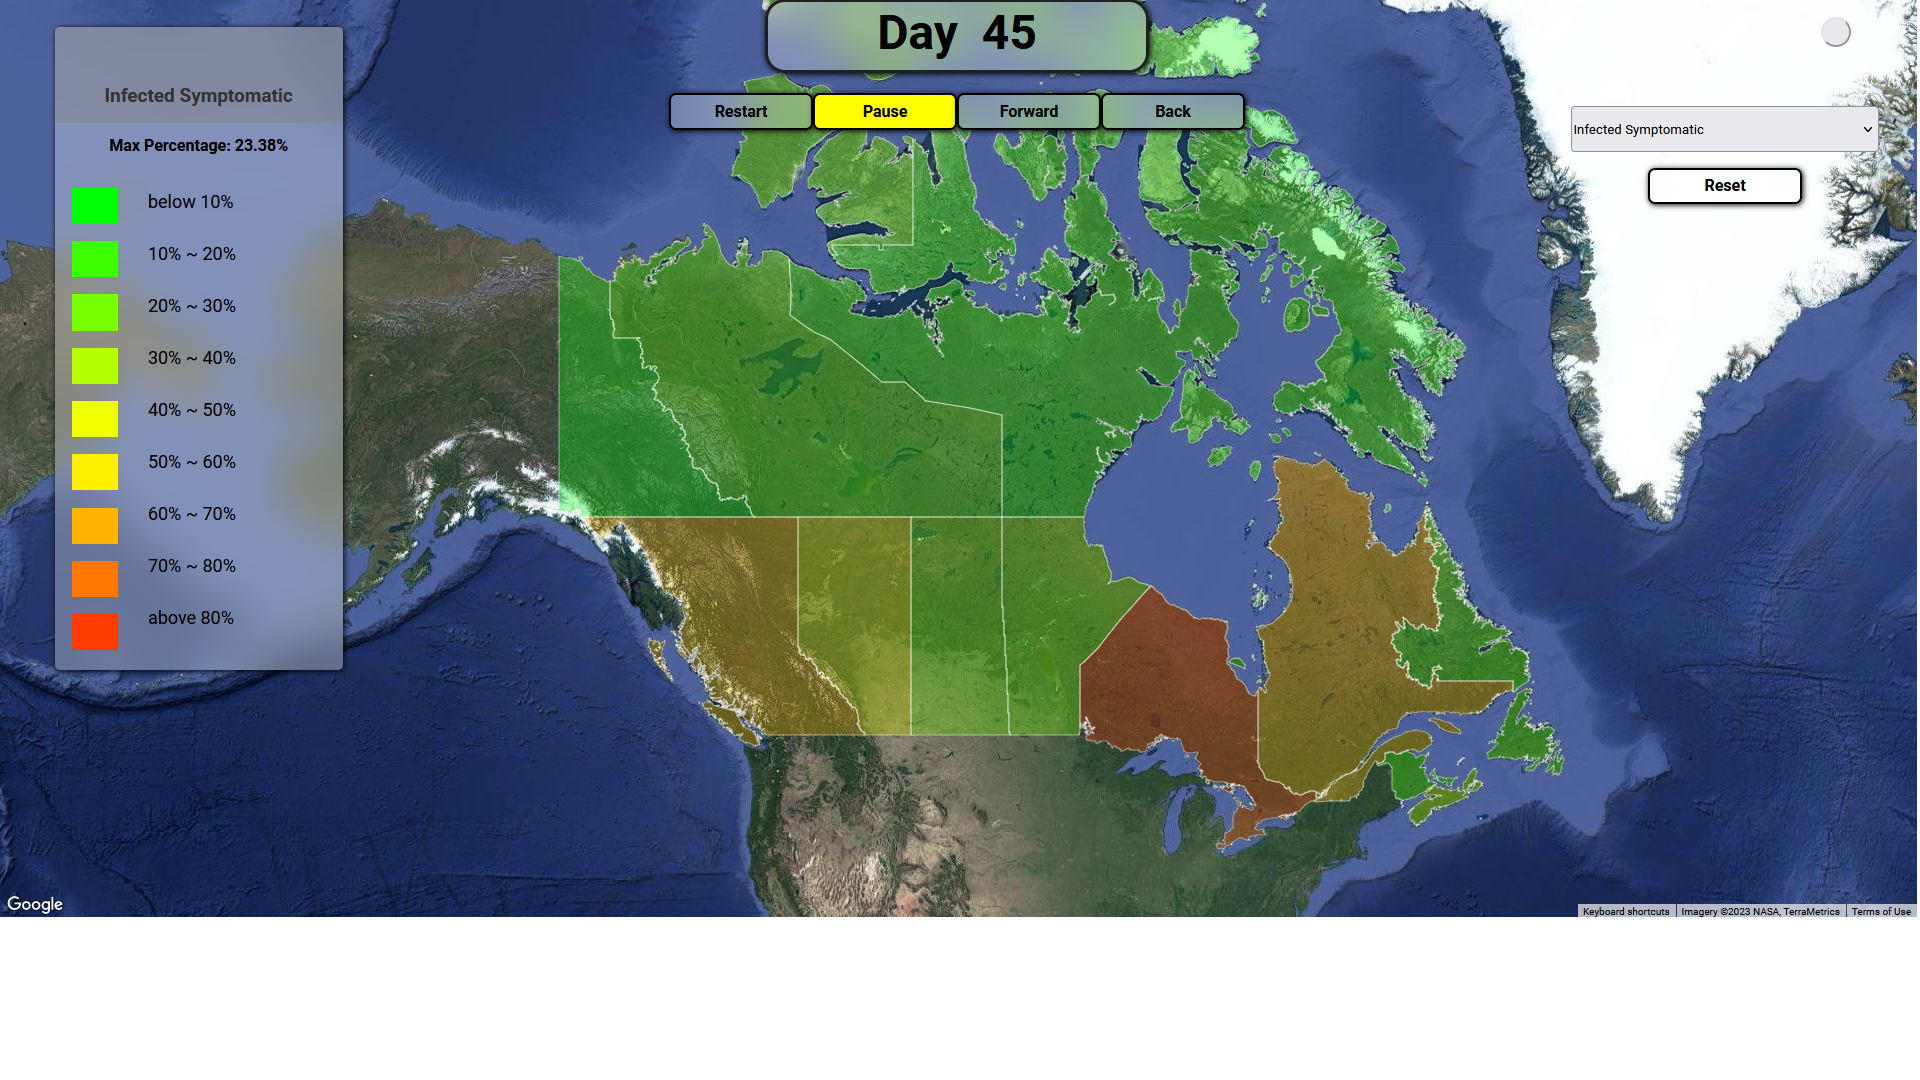 Day 45
Restart
Pause
Forward
Back
Infected Symptomatic
Max Percentage: 23.38%
below 10%
10% ~ 20%
20% ~ 30%
30% ~ 40%
40% ~ 50%
50% ~ 60%
60% ~ 70%
70% ~ 80%
above 80%
Infected Symptomatic
Reset
Google
Keyboard shortcuts
Imagery ©2023 NASA, TerraMetrics
Terms of Use